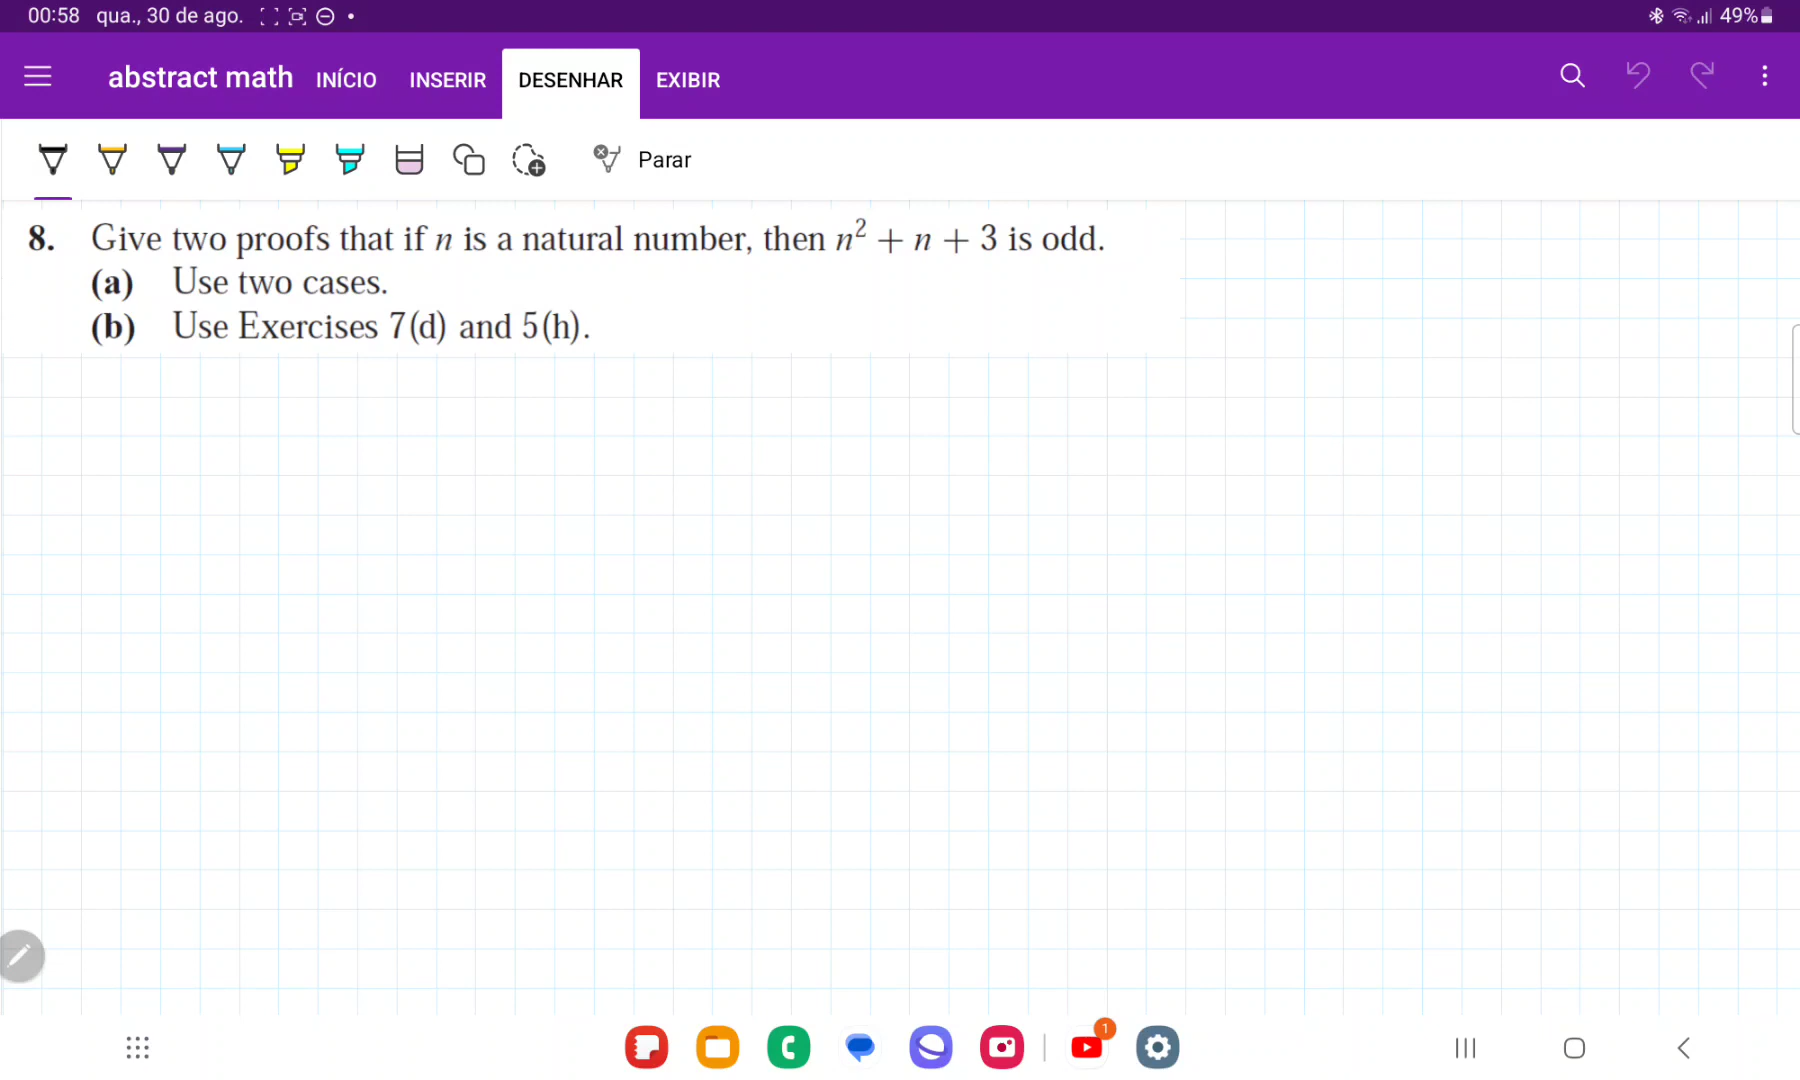 00:58 qua., 30 de ago. 49%
abstract math INÍCIO INSERIR DESENHAR EXIBIR
Parar
8. Give two proofs that if n is a natural number, then n² + n + 3 is odd.
(a) Use two cases.
(b) Use Exercises 7(d) and 5(h).
1